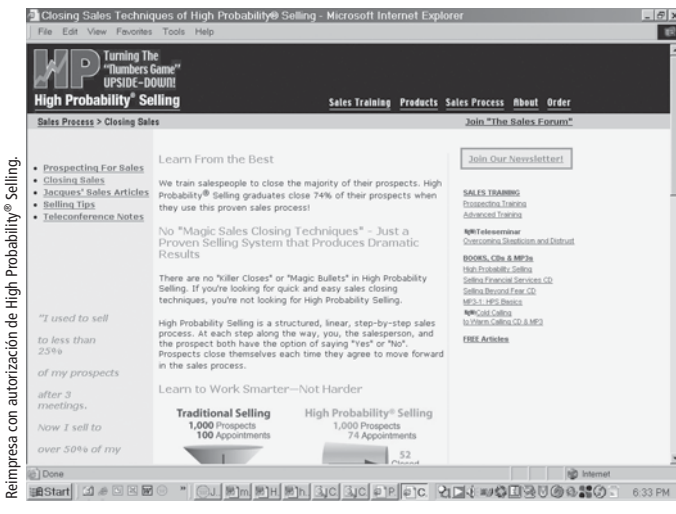 Closing Sales Techniques of High Probability® Selling - Microsoft Internet Explorer
File Edit View Favorites Tools Help
HP
Turning The
"Numbers
Game"
UPSIDE-DOWN!
High Probability® Selling
Sales Training Products Sales Process About Order
Sales Process > Closing Sales
Join "The Sales Forum"
• Prospecting For Sales
• Closing Sales
• Jacques' Sales Articles
• Selling Tips
• Teleconference Notes
"I used to sell
to less than
25%
of my prospects
after 3
meetings.
Now I sell to
over 50% of my
Learn From the Best
We train salespeople to close the majority of their prospects. High
Probability® Selling graduates close 74% of their prospects when
they use this proven sales process!
No "Magic Sales Closing Techniques" - Just a
Proven Selling System that Produces Dramatic
Results
There are no "Killer Closes" or "Magic Bullets" in High Probability
Selling. If you're looking for quick and easy sales closing
techniques, you're not looking for High Probability Selling.
High Probability Selling is a structured, linear, step-by-step sales
process. At each step along the way, you, the salesperson, and
the prospect both have the option of saying "Yes" or "No".
Prospects close themselves each time they agree to move forward
in the sales process.
Learn to Work Smarter—Not Harder
Traditional Selling
1,000 Prospects
100 Appointments
High Probability® Selling
1,000 Prospects
74 Appointments
52
Closed
Join Our Newsletter!
SALES TRAINING
Prospecting Training
Advanced Training
Teleseminar
Overcoming Skepticism and Distrust
BOOKS, CDs & MP3s
High Probability Selling
Selling Financial Services CD
Selling Beyond Fear CD
MP3-1: HPS Basics
Cold Calling
to Warm Calling CD & MP3
FREE Articles
Done
Internet
Start
6:33 PM
Reimpresa con autorización de High Probability® Selling.